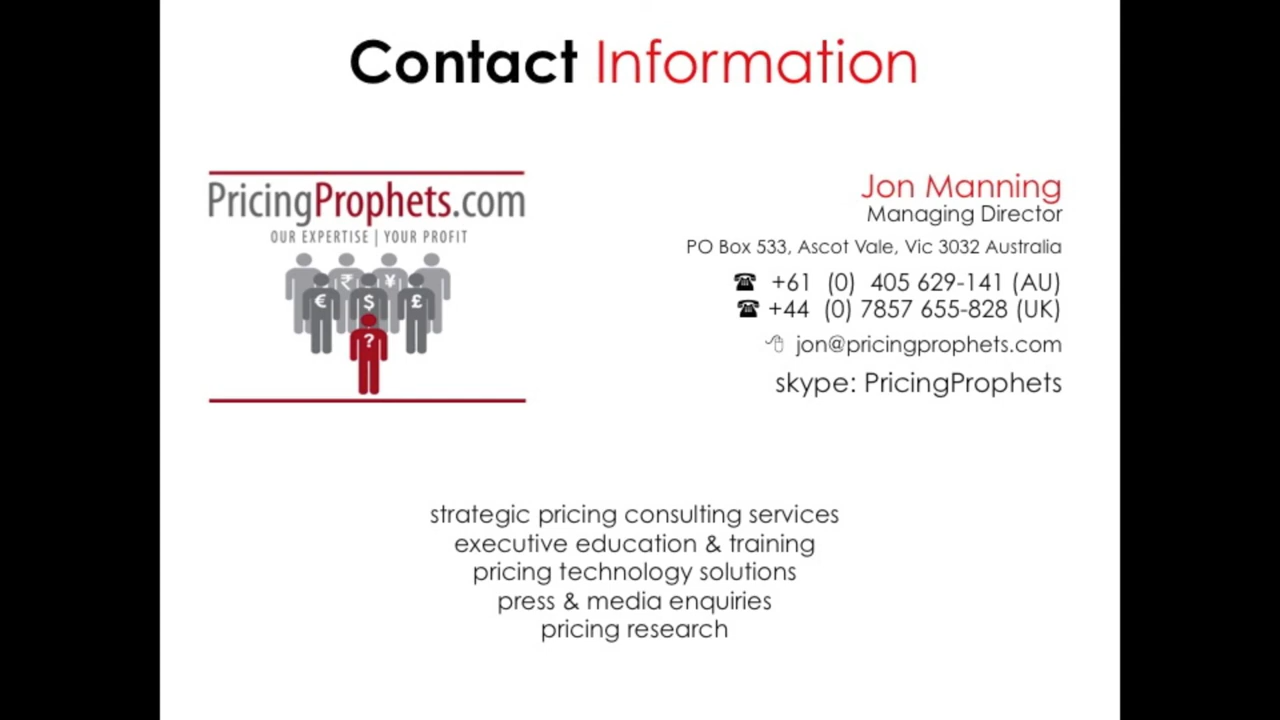 Contact Information
PricingProphets.com
OUR EXPERTISE | YOUR PROFIT
₹ ¥
€ $ £
?
Jon Manning
Managing Director
PO Box 533, Ascot Vale, Vic 3032 Australia
☎ +61 (0) 405 629-141 (AU)
☎ +44 (0) 7857 655-828 (UK)
jon@pricingprophets.com
skype: PricingProphets
strategic pricing consulting services
executive education & training
pricing technology solutions
press & media enquiries
pricing research